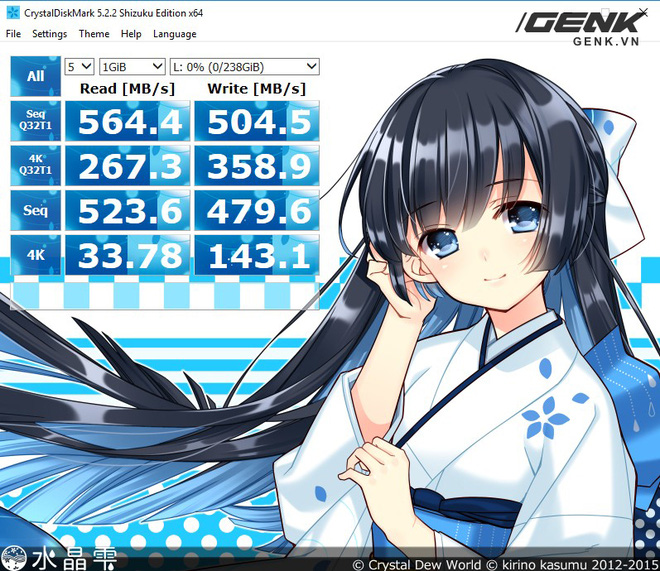 CrystalDiskMark 5.2.2 Shizuku Edition x64
File Settings Theme Help Language
GENK
GENK.VN
All 5 1GiB L: 0% (0/238GiB)
Read [MB/s] Write [MB/s]
Seq Q32T1 564.4 504.5
4K Q32T1 267.3 358.9
Seq 523.6 479.6
4K 33.78 143.1
水晶雫
© Crystal Dew World © kirino kasumu 2012-2015